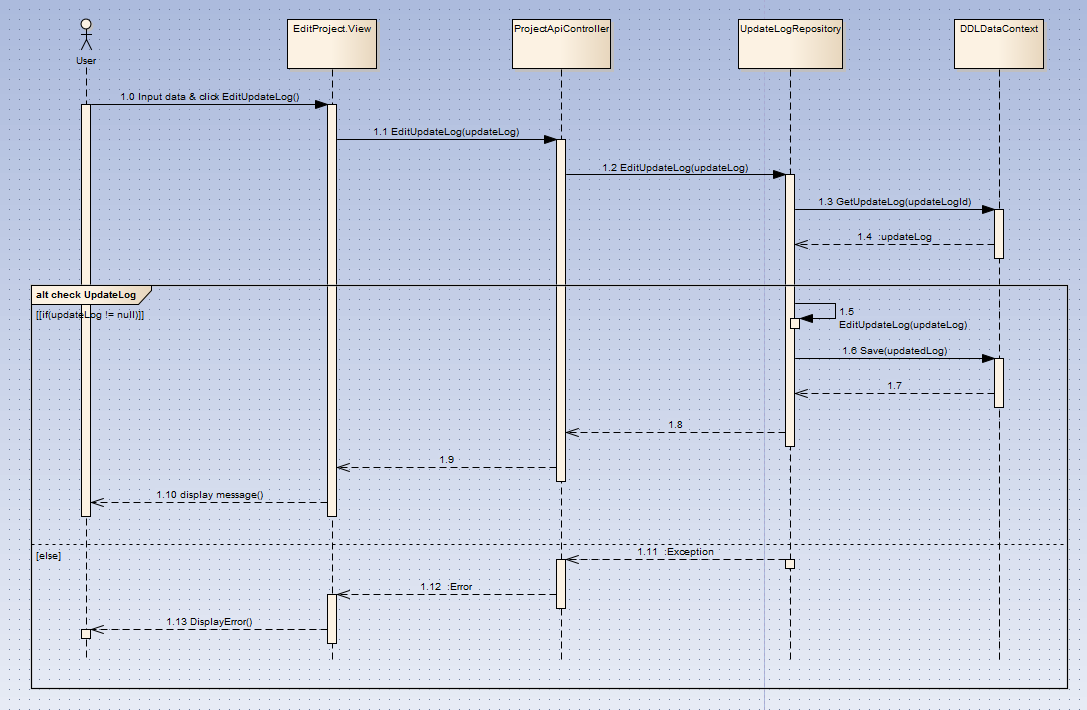 EditProject.View
ProjectApiController
UpdateLogRepository
DDLDataContext
User
1.0 Input data & click EditUpdateLog()
1.1 EditUpdateLog(updateLog)
1.2 EditUpdateLog(updateLog)
1.3 GetUpdateLog(updateLogId)
1.4 :updateLog
alt check UpdateLog
[[if(updateLog != null)]]
1.5
EditUpdateLog(updateLog)
1.6 Save(updatedLog)
1.7
1.8
1.9
1.10 display message()
[else]
1.11 :Exception
1.12 :Error
1.13 DisplayError()